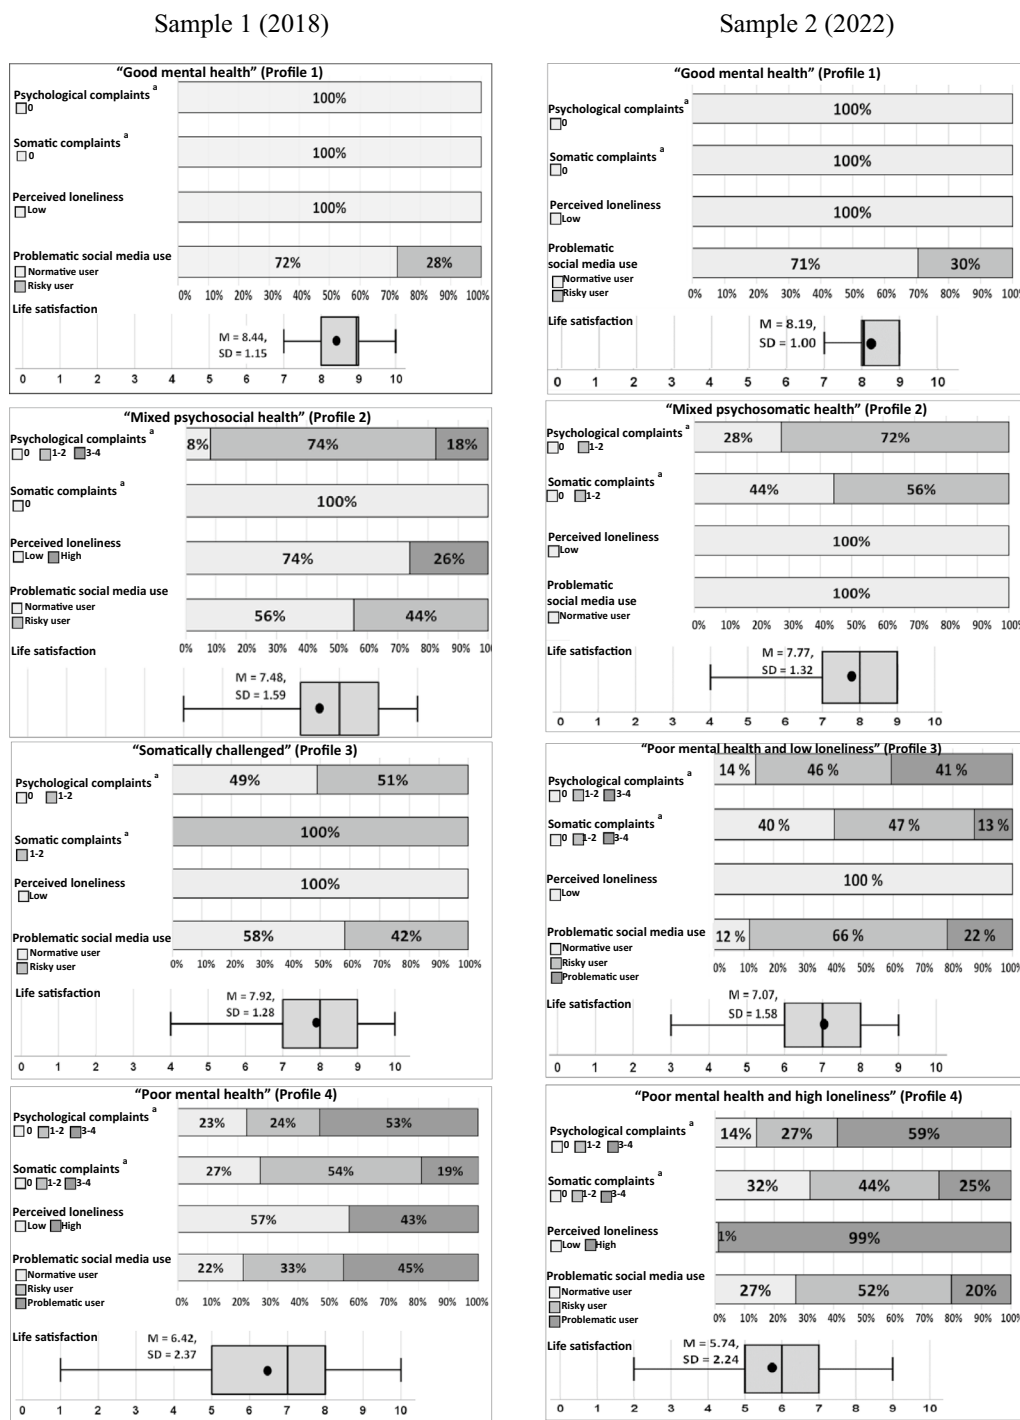 Sample 1 (2018)
“Good mental health” (Profile 1)
Psychological complaints a
0
100%
Somatic complaints a
0
100%
Perceived loneliness
Low
100%
Problematic social media use
Normative user
Risky user
72% 28%
0% 10% 20% 30% 40% 50% 60% 70% 80% 90% 100%
Life satisfaction
M = 8.44,
SD = 1.15
0 1 2 3 4 5 6 7 8 9 10
“Mixed psychosocial health” (Profile 2)
Psychological complaints a
0 1-2 3-4
8% 74% 18%
Somatic complaints a
0
100%
Perceived loneliness
Low High
74% 26%
Problematic social media use
Normative user
Risky user
56% 44%
0% 10% 20% 30% 40% 50% 60% 70% 80% 90% 10
Life satisfaction
M = 7.48,
SD = 1.59
“Somatically challenged” (Profile 3)
Psychological complaints a
0 1-2
49% 51%
Somatic complaints a
1-2
100%
Perceived loneliness
Low
100%
Problematic social media use
Normative user
Risky user
58% 42%
0% 10% 20% 30% 40% 50% 60% 70% 80% 90% 100%
Life satisfaction
M = 7.92,
SD = 1.28
0 1 2 3 4 5 6 7 8 9 10
“Poor mental health” (Profile 4)
Psychological complaints a
0 1-2 3-4
23% 24% 53%
Somatic complaints a
0 1-2 3-4
27% 54% 19%
Perceived loneliness
Low High
57% 43%
Problematic social media use
Normative user
Risky user
Problematic user
22% 33% 45%
0% 10% 20% 30% 40% 50% 60% 70% 80% 90% 100%
Life satisfaction
M = 6.42,
SD = 2.37
0 1 2 3 4 5 6 7 8 9 10
Sample 2 (2022)
“Good mental health” (Profile 1)
Psychological complaints a
0
100%
Somatic complaints a
0
100%
Perceived loneliness
Low
100%
Problematic
social media use
Normative user
Risky user
71% 30%
0% 10% 20% 30% 40% 50% 60% 70% 80% 90% 100%
Life satisfaction
M = 8.19,
SD = 1.00
0 1 2 3 4 5 6 7 8 9 10
“Mixed psychosomatic health” (Profile 2)
Psychological complaints a
0 1-2
28% 72%
Somatic complaints a
0 1-2
44% 56%
Perceived loneliness
Low
100%
Problematic
social media use
Normative user
100%
0% 10% 20% 30% 40% 50% 60% 70% 80% 90% 100%
Life satisfaction
M = 7.77,
SD = 1.32
0 1 2 3 4 5 6 7 8 9 10
“Poor mental health and low loneliness” (Profile 3)
Psychological complaints a
0 1-2 3-4
14 % 46 % 41 %
Somatic complaints a
0 1-2 3-4
40 % 47 % 13 %
Perceived loneliness
Low
100 %
Problematic social media use
Normative user
Risky user
Problematic user
12 % 66 % 22 %
0% 10% 20% 30% 40% 50% 60% 70% 80% 90% 100%
Life satisfaction
M = 7.07,
SD = 1.58
0 1 2 3 4 5 6 7 8 9 10
“Poor mental health and high loneliness” (Profile 4)
Psychological complaints a
0 1-2 3-4
14% 27% 59%
Somatic complaints a
0 1-2 3-4
32% 44% 25%
Perceived loneliness
Low High
1% 99%
Problematic social media use
Normative user
Risky user
Problematic user
27% 52% 20%
0% 10% 20% 30% 40% 50% 60% 70% 80% 90% 100%
Life satisfaction
M = 5.74,
SD = 2.24
0 1 2 3 4 5 6 7 8 9 10